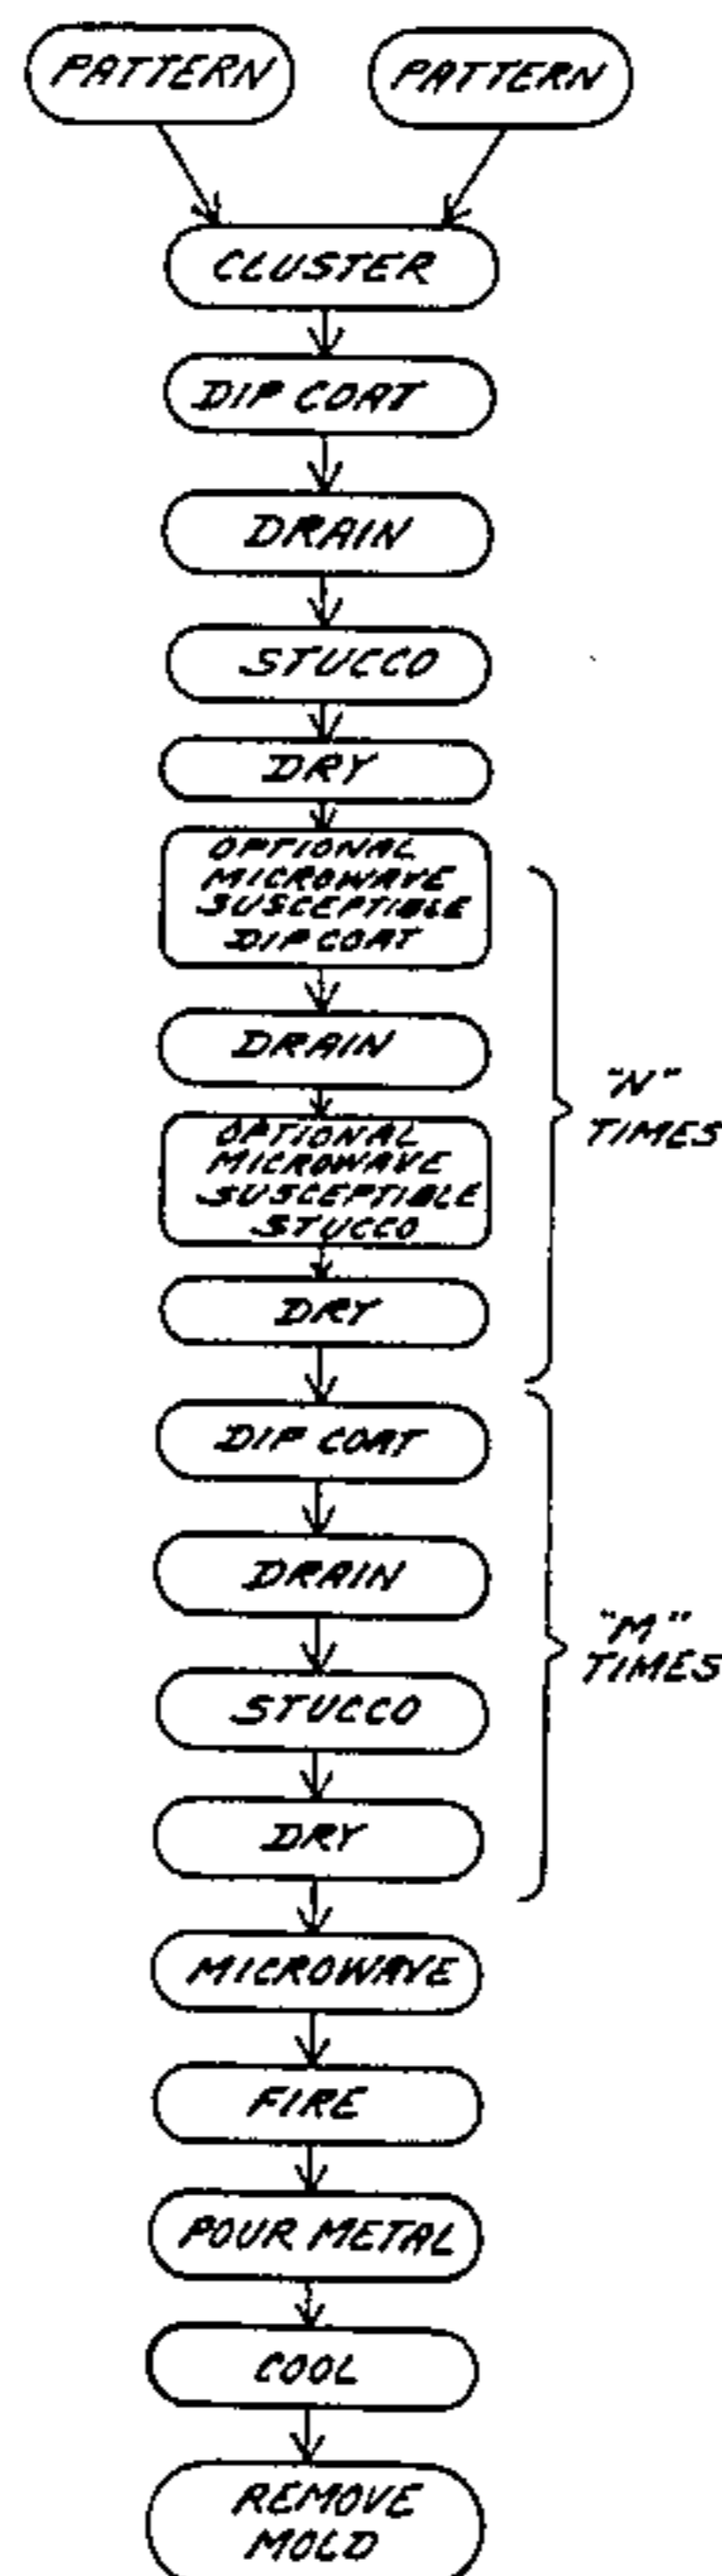 PATTERN
PATTERN
CLUSTER
DIP COAT
DRAIN
STUCCO
DRY
OPTIONAL
MICROWAVE
SUSCEPTIBLE
DIP COAT
DRAIN
OPTIONAL
MICROWAVE
SUSCEPTIBLE
STUCCO
DRY
"N"
TIMES
DIP COAT
DRAIN
STUCCO
DRY
"M"
TIMES
MICROWAVE
FIRE
POUR METAL
COOL
REMOVE
MOLD